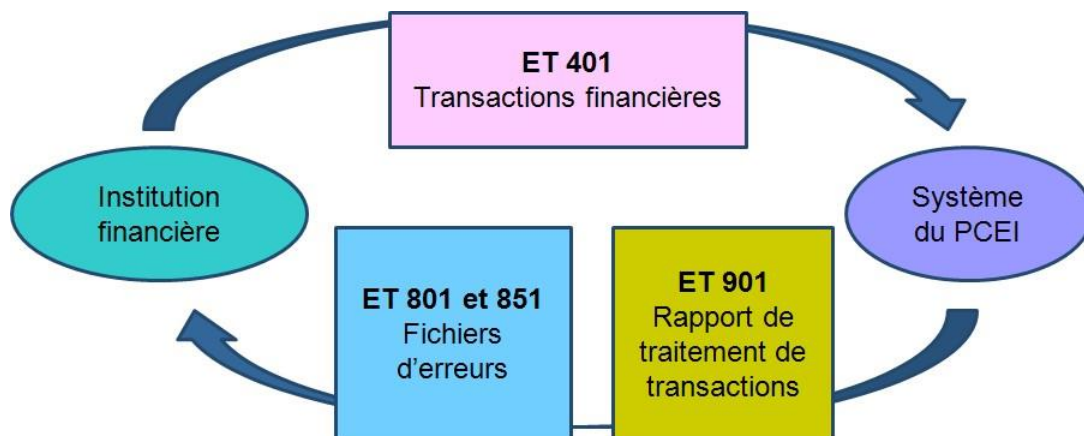 ET 401
Transactions financières
Institution
financière
Système
du PCEI
ET 801 et 851
Fichiers
d’erreurs
ET 901
Rapport de
traitement de
transactions